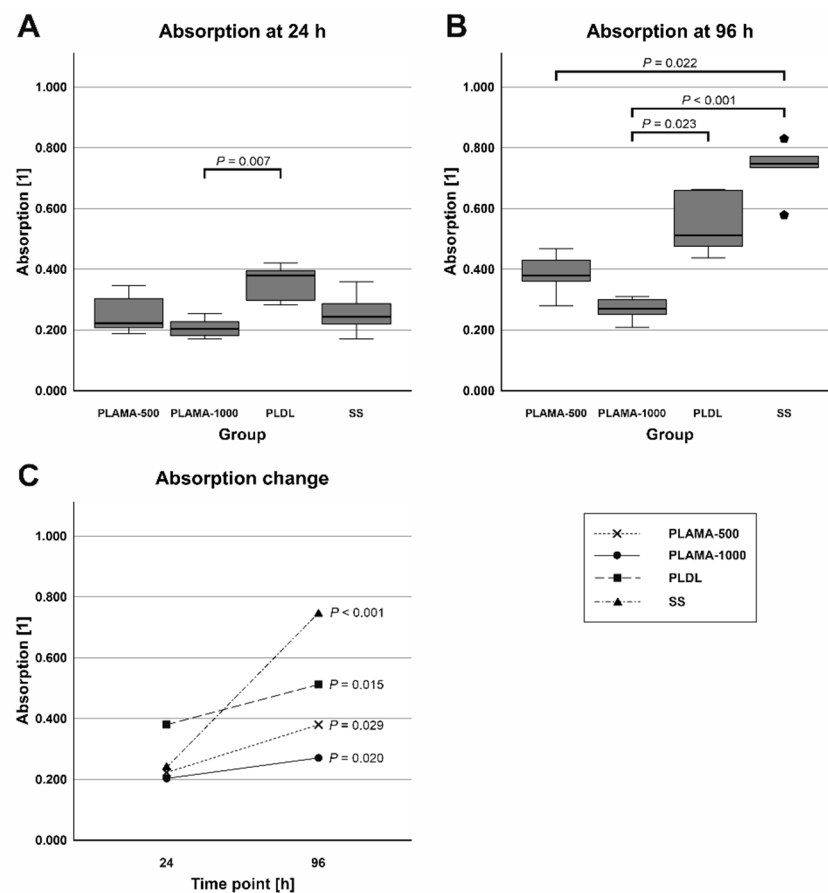 A
Absorption at 24 h
Absorption [1]
1.000
0.800
0.600
0.400
0.200
0.000
P = 0.007
PLAMA-500 PLAMA-1000 PLDL SS
Group
B
Absorption at 96 h
Absorption [1]
1.000
0.800
0.600
0.400
0.200
0.000
P = 0.022
P < 0.001
P = 0.023
PLAMA-500 PLAMA-1000 PLDL SS
Group
C
Absorption change
Absorption [1]
1.000
0.800
0.600
0.400
0.200
0.000
P < 0.001
P = 0.015
P = 0.029
P = 0.020
24 96
Time point [h]
PLAMA-500
PLAMA-1000
PLDL
SS